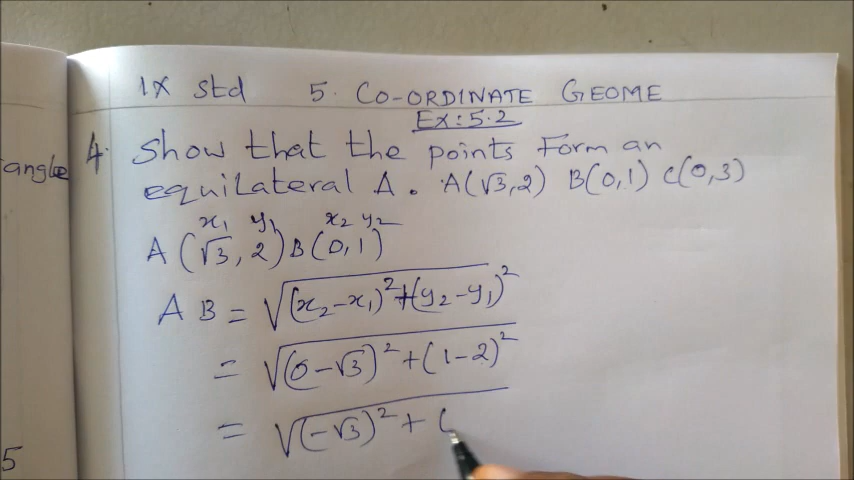 IX Std 5. CO-ORDINATE GEOME
Ex: 5.2
angle 4. Show that the points Form an
equilateral Δ. A(√3,2) B(0,1) C(0,3)
x₁ y₁ x₂ y₂
A(√3, 2) B(0, 1)
AB = √(x₂-x₁)²+(y₂-y₁)²
= √(0-√3)²+(1-2)²
= √(-√3)²+(
5